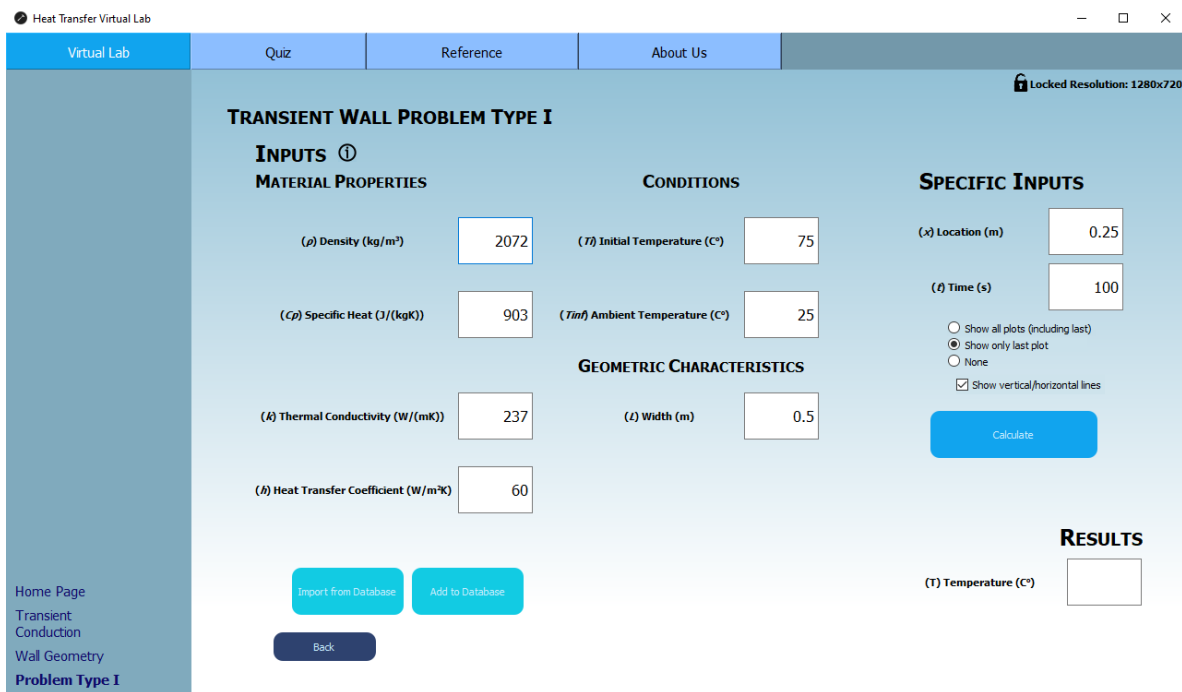 Heat Transfer Virtual Lab
Virtual Lab
Quiz
Reference
About Us
Locked Resolution: 1280x720
TRANSIENT WALL PROBLEM TYPE I
INPUTS
MATERIAL PROPERTIES
(ρ) Density (kg/m³)
2072
(Cp) Specific Heat (J/(kgK))
903
(k) Thermal Conductivity (W/(mK))
237
(h) Heat Transfer Coefficient (W/m²K)
60
Import from Database
Add to Database
Back
CONDITIONS
(Ti) Initial Temperature (C°)
75
(Tinf) Ambient Temperature (C°)
25
GEOMETRIC CHARACTERISTICS
(L) Width (m)
0.5
SPECIFIC INPUTS
(x) Location (m)
0.25
(t) Time (s)
100
Show all plots (including last)
Show only last plot
None
Show vertical/horizontal lines
Calculate
RESULTS
(T) Temperature (C°)
Home Page
Transient
Conduction
Wall Geometry
Problem Type I